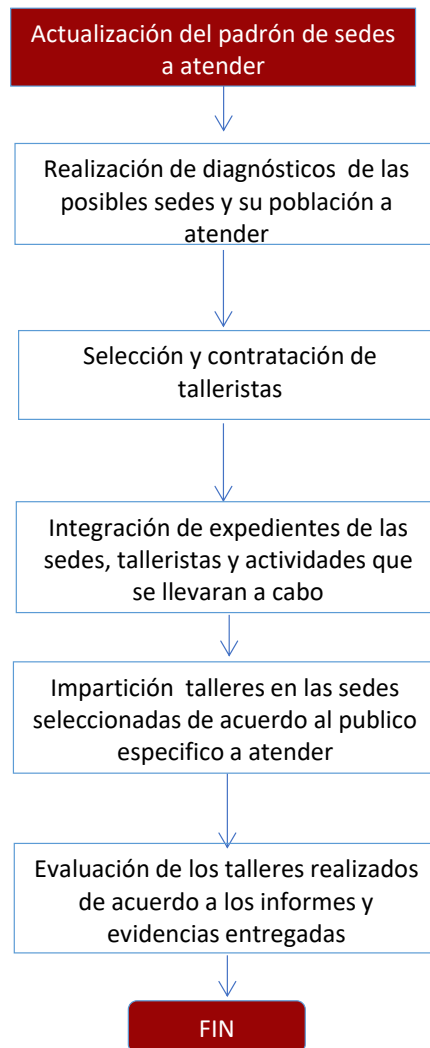 Actualización del padrón de sedes
a atender
Realización de diagnósticos de las
posibles sedes y su población a
atender
Selección y contratación de
talleristas
Integración de expedientes de las
sedes, talleristas y actividades que
se llevaran a cabo
Impartición talleres en las sedes
seleccionadas de acuerdo al publico
especifico a atender
Evaluación de los talleres realizados
de acuerdo a los informes y
evidencias entregadas
FIN